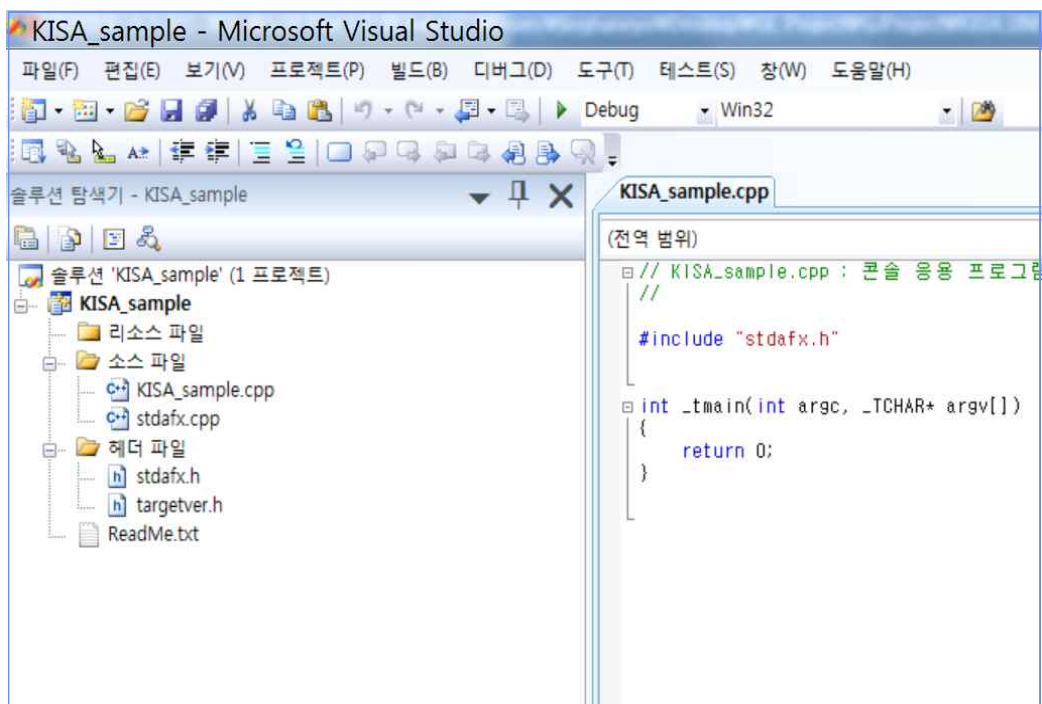 KISA_sample - Microsoft Visual Studio
파일(F) 편집(E) 보기(V) 프로젝트(P) 빌드(B) 디버그(D) 도구(T) 테스트(S) 창(W) 도움말(H)
Debug Win32
솔루션 탐색기 - KISA_sample
솔루션 'KISA_sample' (1 프로젝트)
KISA_sample
리소스 파일
소스 파일
KISA_sample.cpp
stdafx.cpp
헤더 파일
stdafx.h
targetver.h
ReadMe.txt
KISA_sample.cpp
(전역 범위)
// KISA_sample.cpp : 콘솔 응용 프로그램
//
#include "stdafx.h"
int _tmain(int argc, _TCHAR* argv[])
{
return 0;
}